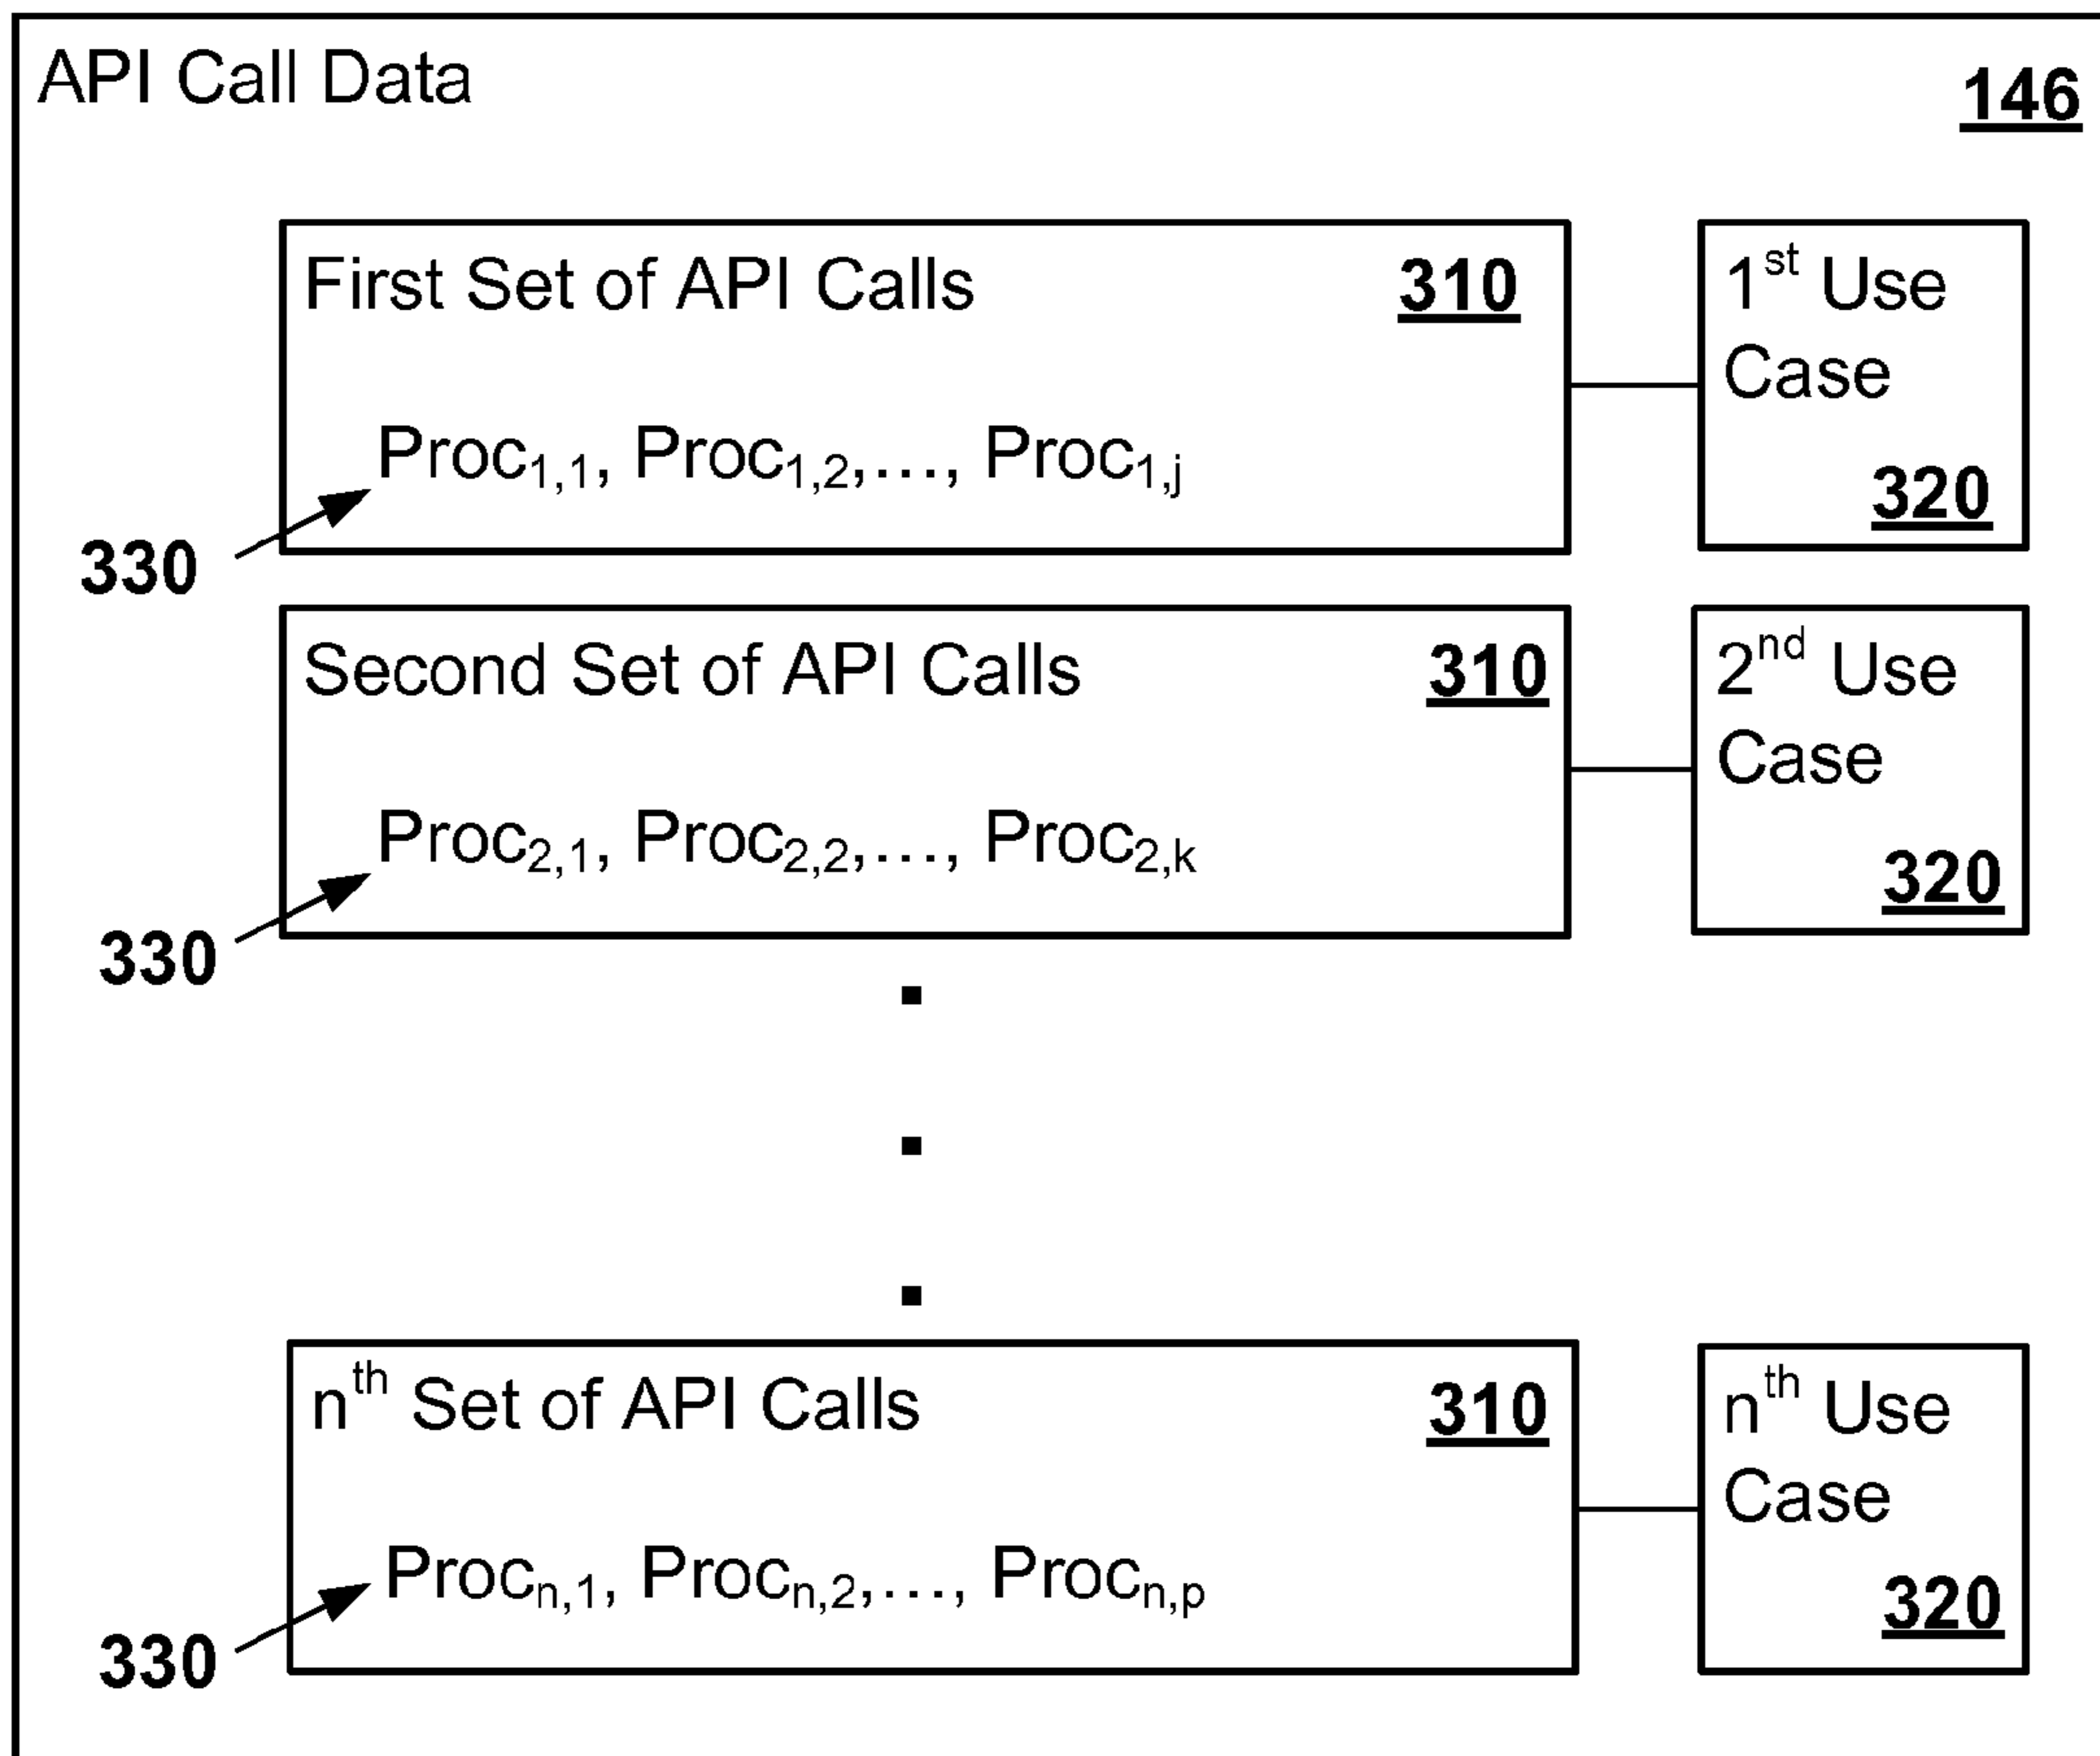 API Call Data 146
First Set of API Calls 310
1st Use
Case
320
Proc1,1, Proc1,2,..., Proc1,j
330
Second Set of API Calls 310
2nd Use
Case
320
Proc2,1, Proc2,2,..., Proc2,k
330
nth Set of API Calls 310
nth Use
Case
320
Procn,1, Procn,2,..., Procn,p
330